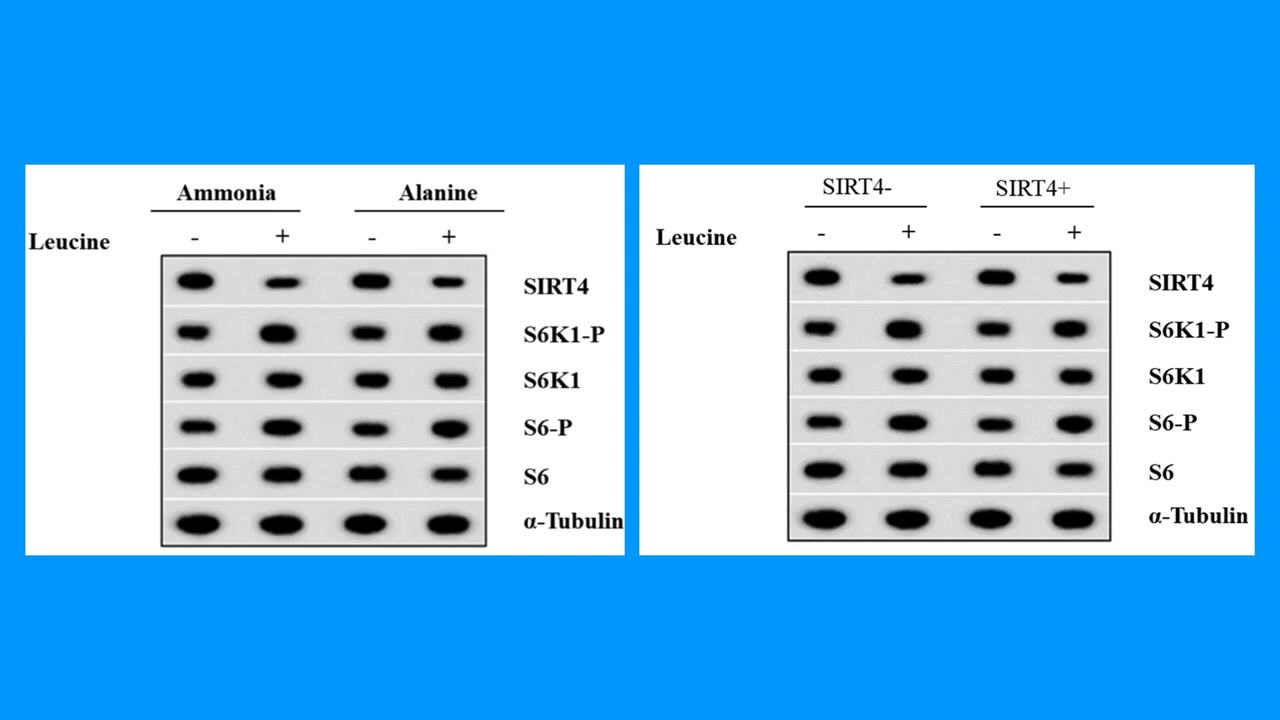 Ammonia Alanine
Leucine - + - +
SIRT4
S6K1-P
S6K1
S6-P
S6
α-Tubulin
SIRT4- SIRT4+
Leucine - + - +
SIRT4
S6K1-P
S6K1
S6-P
S6
α-Tubulin